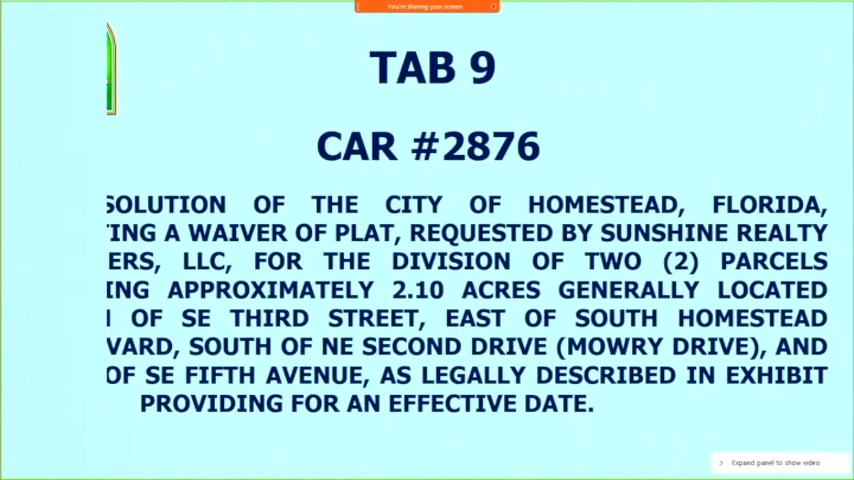 You're sharing your screen
TAB 9
CAR #2876
SOLUTION OF THE CITY OF HOMESTEAD, FLORIDA,
TING A WAIVER OF PLAT, REQUESTED BY SUNSHINE REALTY
ERS, LLC, FOR THE DIVISION OF TWO (2) PARCELS
ING APPROXIMATELY 2.10 ACRES GENERALLY LOCATED
OF SE THIRD STREET, EAST OF SOUTH HOMESTEAD
VARD, SOUTH OF NE SECOND DRIVE (MOWRY DRIVE), AND
OF SE FIFTH AVENUE, AS LEGALLY DESCRIBED IN EXHIBIT
PROVIDING FOR AN EFFECTIVE DATE.
Expand panel to show video